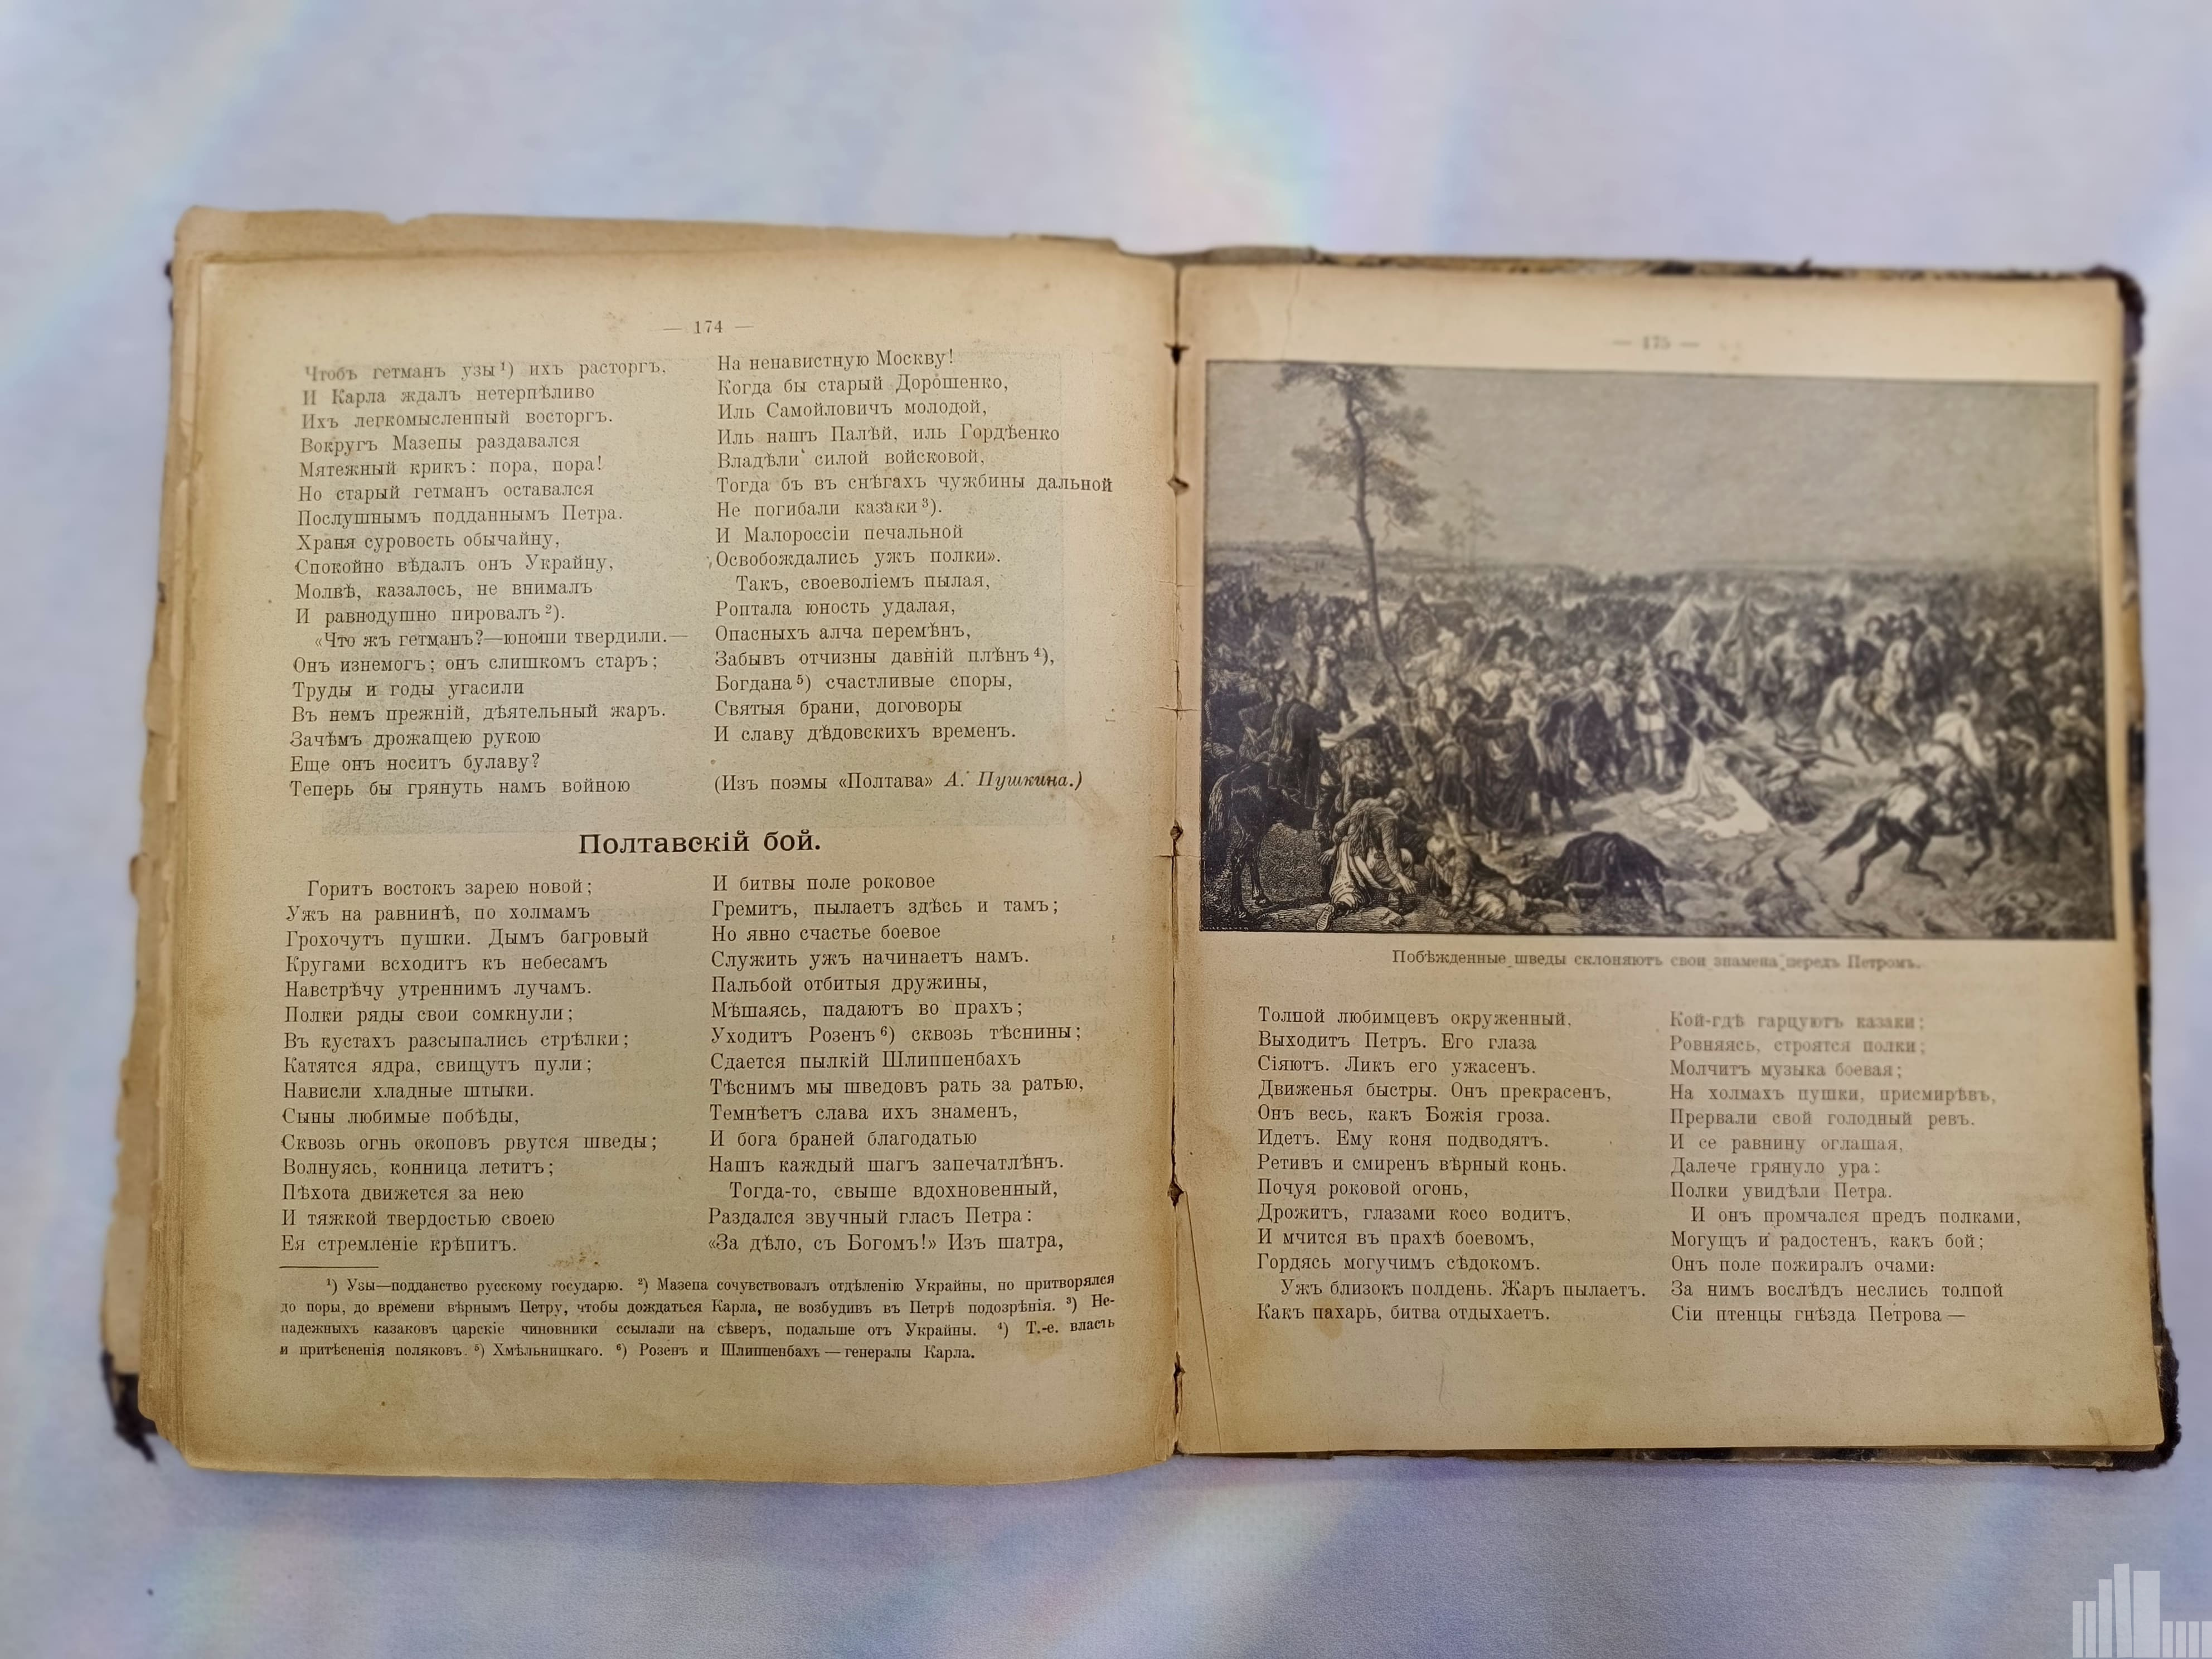 — 174 —
Чтобъ гетманъ узы¹) ихъ расторгъ,
И Карла ждалъ нетерпѣливо
Ихъ легкомысленный восторгъ.
Вокругъ Мазепы раздавался
Мятежный крикъ: пора, пора!
Но старый гетманъ оставался
Послушнымъ подданнымъ Петра.
Храня суровость обычайну,
Спокойно вѣдалъ онъ Украйну,
Молвѣ, казалось, не внималъ
И равнодушно пировалъ²).
«Что жъ гетманъ?—юноши твердили.—
Онъ изнемогъ; онъ слишкомъ старъ;
Труды и годы угасили
Въ немъ прежній, дѣятельный жаръ.
Зачѣмъ дрожащею рукою
Еще онъ носитъ булаву?
Теперь бы грянуть намъ войною
На ненавистную Москву!
Когда бы старый Дорошенко,
Иль Самойловичъ молодой,
Иль нашъ Палѣй, иль Гордѣенко
Владѣли силой войсковой,
Тогда бъ въ снѣгахъ чужбины дальной
Не погибали казаки³).
И Малороссіи печальной
Освобождались ужъ полки».
Такъ, своеволіемъ пылая,
Роптала юность удалая,
Опасныхъ алча перемѣнъ,
Забывъ отчизны давній плѣнъ⁴),
Богдана⁵) счастливые споры,
Святыя брани, договоры
И славу дѣдовскихъ временъ.
(Изъ поэмы «Полтава» А. Пушкина.)
Полтавскій бой.
Горитъ востокъ зарею новой;
Ужъ на равнинѣ, по холмамъ
Грохочутъ пушки. Дымъ багровый
Кругами всходитъ къ небесамъ
Навстрѣчу утреннимъ лучамъ.
Полки ряды свои сомкнули;
Въ кустахъ разсыпались стрѣлки;
Катятся ядра, свищутъ пули;
Нависли хладные штыки.
Сыны любимые побѣды,
Сквозь огнь окоповъ рвутся шведы;
Волнуясь, конница летитъ;
Пѣхота движется за нею
И тяжкой твердостью своею
Ея стремленіе крѣпитъ.
И битвы поле роковое
Гремитъ, пылаетъ здѣсь и тамъ;
Но явно счастье боевое
Служить ужъ начинаетъ намъ.
Пальбой отбитыя дружины,
Мѣшаясь, падаютъ во прахъ;
Уходитъ Розенъ⁶) сквозь тѣснины;
Сдается пылкій Шлиппенбахъ
Тѣснимъ мы шведовъ рать за ратью,
Темнѣетъ слава ихъ знаменъ,
И бога браней благодатью
Нашъ каждый шагъ запечатлѣнъ.
Тогда-то, свыше вдохновенный,
Раздался звучный гласъ Петра:
«За дѣло, съ Богомъ!» Изъ шатра,
¹) Узы—подданство русскому государю. ²) Мазепа сочувствовалъ отдѣленію Украйны, но притворялся
до поры, до времени вѣрнымъ Петру, чтобы дождаться Карла, не возбудивъ въ Петрѣ подозрѣнія. ³) Не-
надежныхъ казаковъ царскіе чиновники ссылали на сѣверъ, подальше отъ Украйны. ⁴) Т.-е. власть
и притѣсненія поляковъ. ⁵) Хмѣльницкаго. ⁶) Розенъ и Шлиппенбахъ — генералы Карла.
— 175 —
Побѣжденные шведы склоняютъ свои знамена передъ Петромъ.
Толпой любимцевъ окруженный,
Выходитъ Петръ. Его глаза
Сіяютъ. Ликъ его ужасенъ.
Движенья быстры. Онъ прекрасенъ,
Онъ весь, какъ Божія гроза.
Идетъ. Ему коня подводятъ.
Ретивъ и смиренъ вѣрный конь.
Почуя роковой огонь,
Дрожитъ, глазами косо водитъ,
И мчится въ прахѣ боевомъ,
Гордясь могучимъ сѣдокомъ.
Ужъ близокъ полдень. Жаръ пылаетъ.
Какъ пахарь, битва отдыхаетъ.
Кой-гдѣ гарцуютъ казаки;
Ровняясь, строятся полки;
Молчитъ музыка боевая;
На холмахъ пушки, присмирѣвъ,
Прервали свой голодный ревъ.
И се равнину оглашая,
Далече грянуло ура:
Полки увидѣли Петра.
И онъ промчался предъ полками,
Могущъ и радостенъ, какъ бой;
Онъ поле пожиралъ очами:
За нимъ вослѣдъ неслись толпой
Сіи птенцы гнѣзда Петрова —